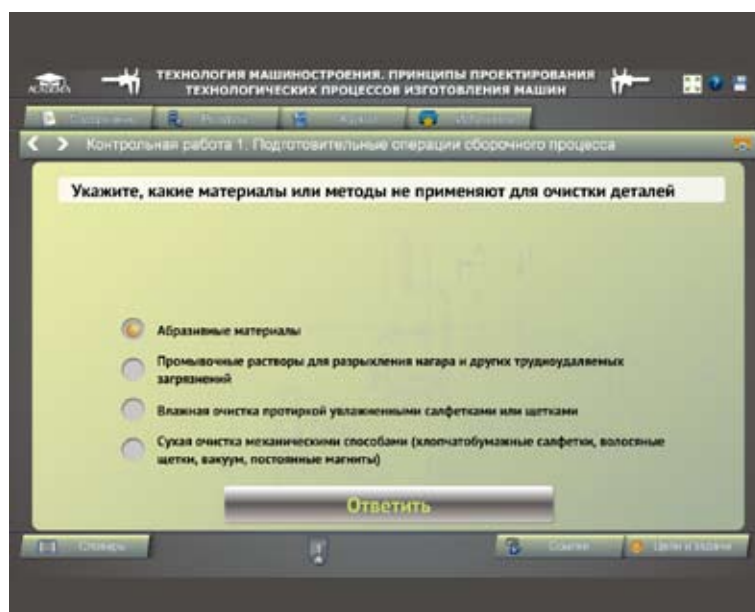 ТЕХНОЛОГИЯ МАШИНОСТРОЕНИЯ. ПРИНЦИПЫ ПРОЕКТИРОВАНИЯ
ТЕХНОЛОГИЧЕСКИХ ПРОЦЕССОВ ИЗГОТОВЛЕНИЯ МАШИН
ACADEMIA
Контрольная работа 1. Подготовительные операции сборочного процесса
Укажите, какие материалы или методы не применяют для очистки деталей
Абразивные материалы
Промывочные растворы для разрыхления нагара и других трудноудаляемых
загрязнений
Влажная очистка протиркой увлажненными салфетками или щетками
Сухая очистка механическими способами (хлопчатобумажные салфетки, волосяные
щетки, вакуум, постоянные магниты)
Ответить
Словарь
Ссылки
Цели и задачи